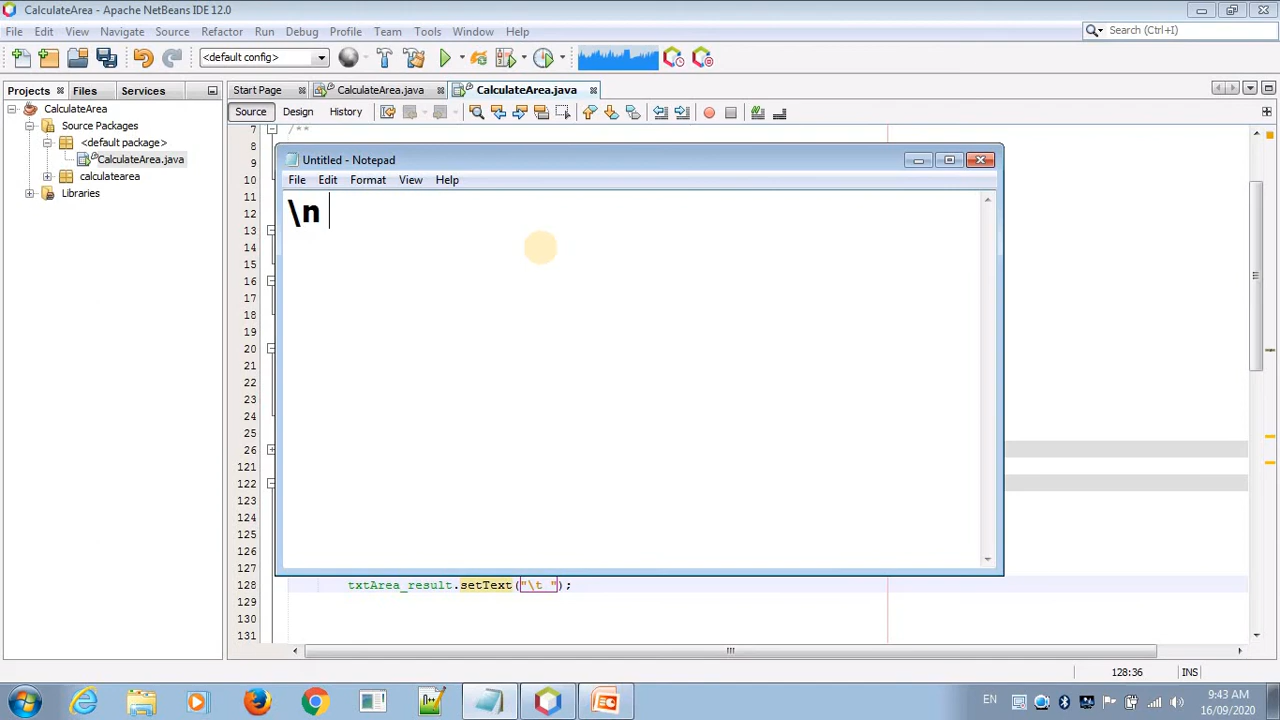 CalculateArea - Apache NetBeans IDE 12.0
File Edit View Navigate Source Refactor Run Debug Profile Team Tools Window Help
Search (Ctrl+I)
<default config>
Projects Files Services
Start Page CalculateArea.java CalculateArea.java
Source Design History
CalculateArea
Source Packages
<default package>
CalculateArea.java
calculatearea
Libraries
7 /**
8
9
10
11
12
13
14
15
16
17
18
19
20
21
22
23
24
25
26
121
122
123
124
125
126
127
128 txtArea_result.setText("\t ");
129
130
131
Untitled - Notepad
File Edit Format View Help
\n
128:36 INS
EN
9:43 AM
16/09/2020